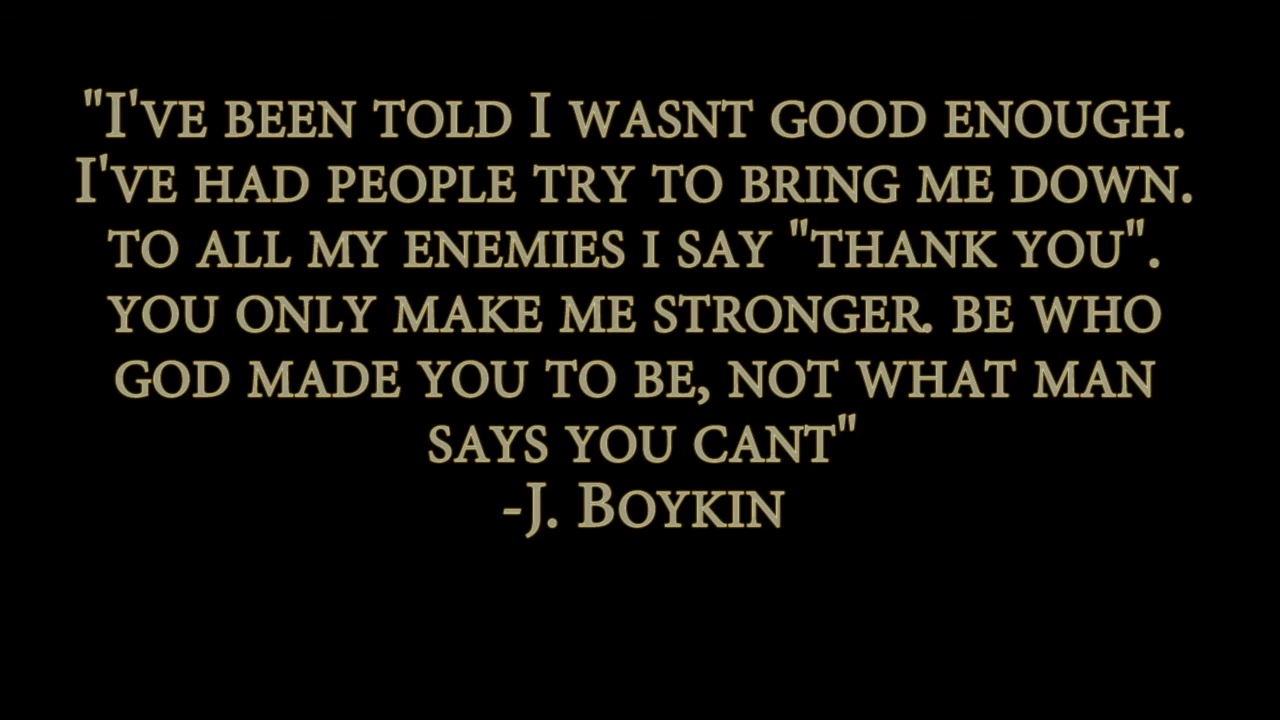 "I've been told I wasnt good enough.
I've had people try to bring me down.
to all my enemies i say "thank you".
you only make me stronger. be who
god made you to be, not what man
says you cant"
-J. Boykin